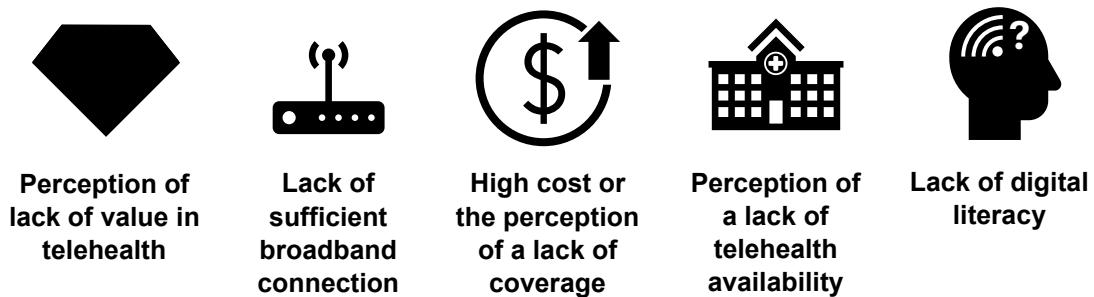 $
?
Perception of
lack of value in
telehealth
Lack of
sufficient
broadband
connection
High cost or
the perception
of a lack of
coverage
Perception of
a lack of
telehealth
availability
Lack of digital
literacy